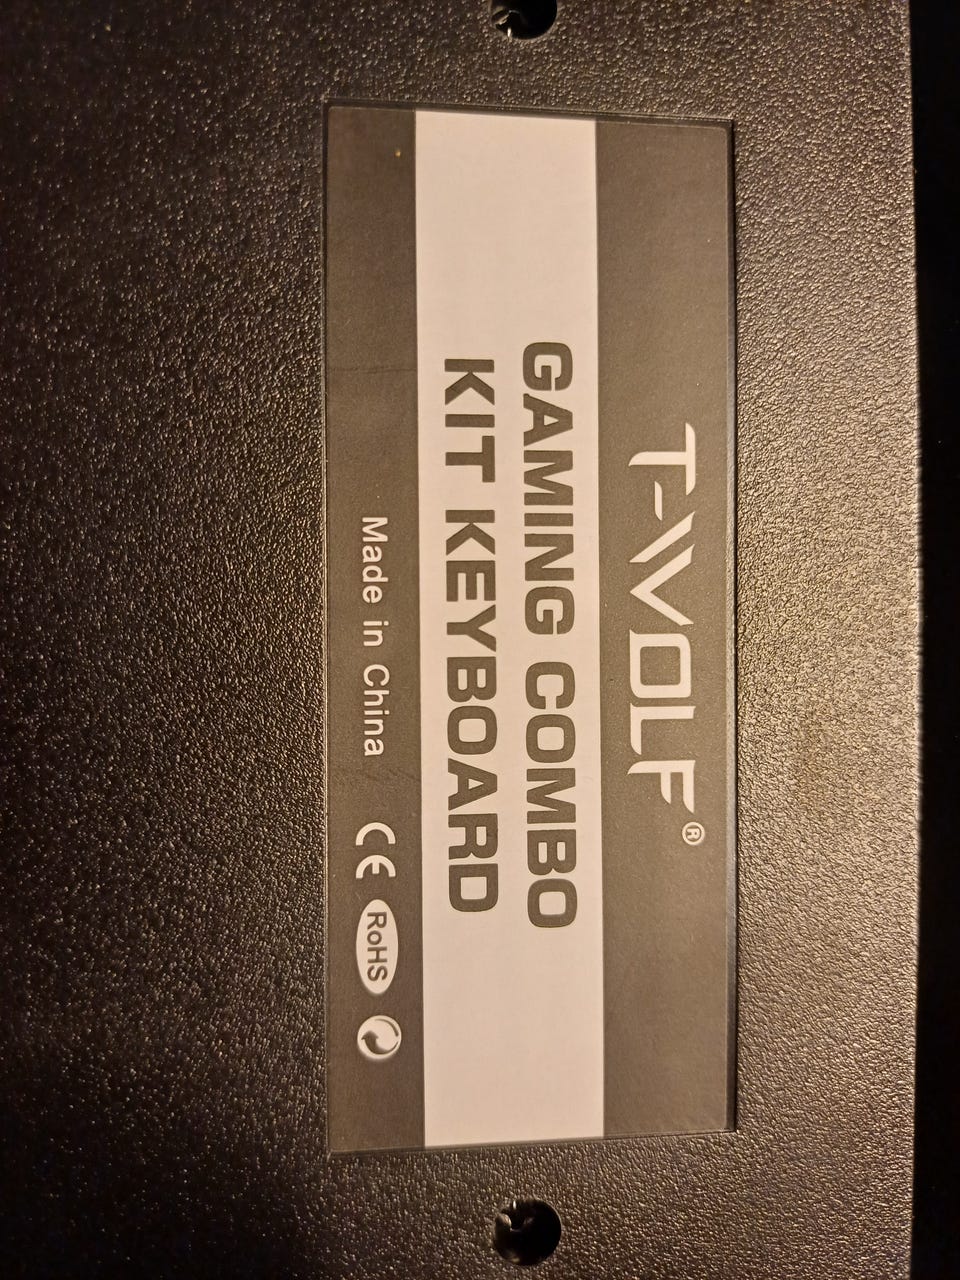 T-WOLF®
GAMING COMBO
KIT KEYBOARD
Made in China CE RoHS